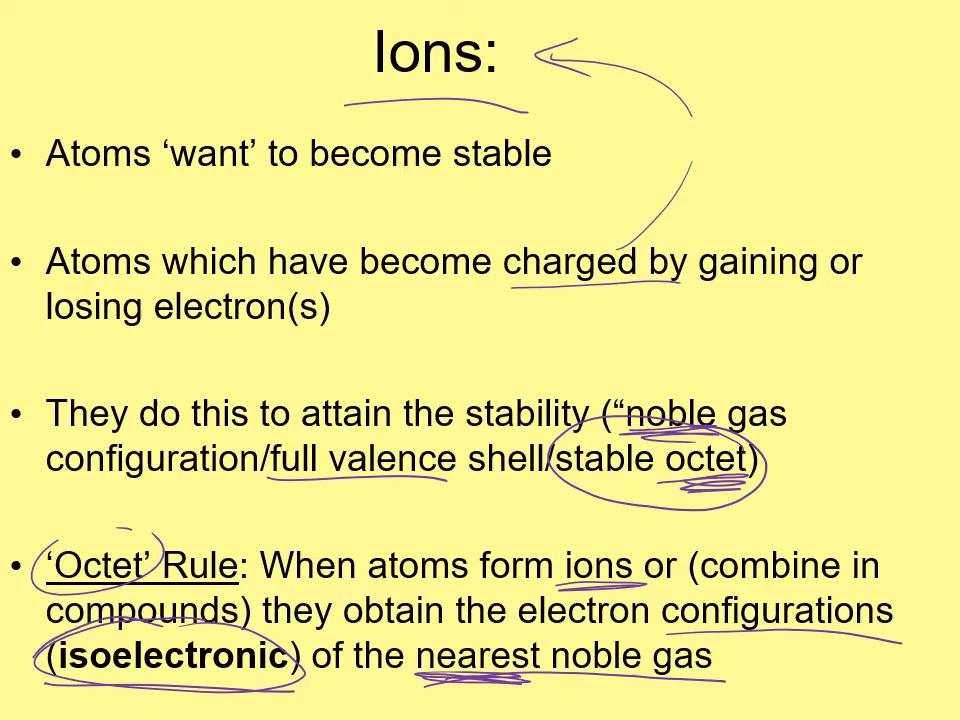 Ions:
• Atoms ‘want’ to become stable
• Atoms which have become charged by gaining or
losing electron(s)
• They do this to attain the stability (“noble gas
configuration/full valence shell/stable octet)
• ‘Octet’ Rule: When atoms form ions or (combine in
compounds) they obtain the electron configurations
(isoelectronic) of the nearest noble gas